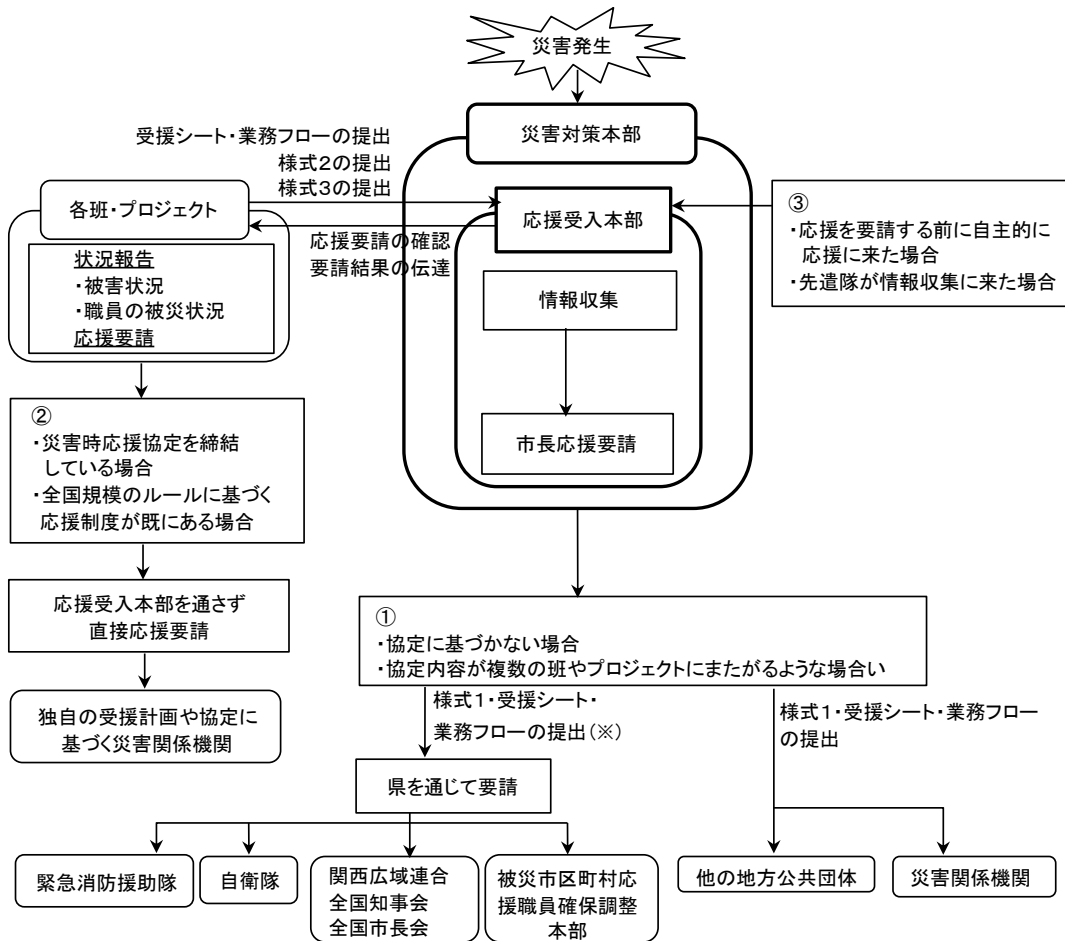 災害発生
災害対策本部
受援シート・業務フローの提出
様式２の提出
様式３の提出
各班・プロジェクト
応援受入本部
応援要請の確認
要請結果の伝達
状況報告
・被害状況
・職員の被災状況
応援要請
情報収集
市長応援要請
③
・応援を要請する前に自主的に
応援に来た場合
・先遣隊が情報収集に来た場合
②
・災害時応援協定を締結
している場合
・全国規模のルールに基づく
応援制度が既にある場合
応援受入本部を通さず
直接応援要請
独自の受援計画や協定に
基づく災害関係機関
①
・協定に基づかない場合
・協定内容が複数の班やプロジェクトにまたがるような場合い
様式１・受援シート・
業務フローの提出（※）
様式１・受援シート・業務フロー
の提出
県を通じて要請
緊急消防援助隊
自衛隊
関西広域連合
全国知事会
全国市長会
被災市区町村応
援職員確保調整
本部
他の地方公共団体
災害関係機関